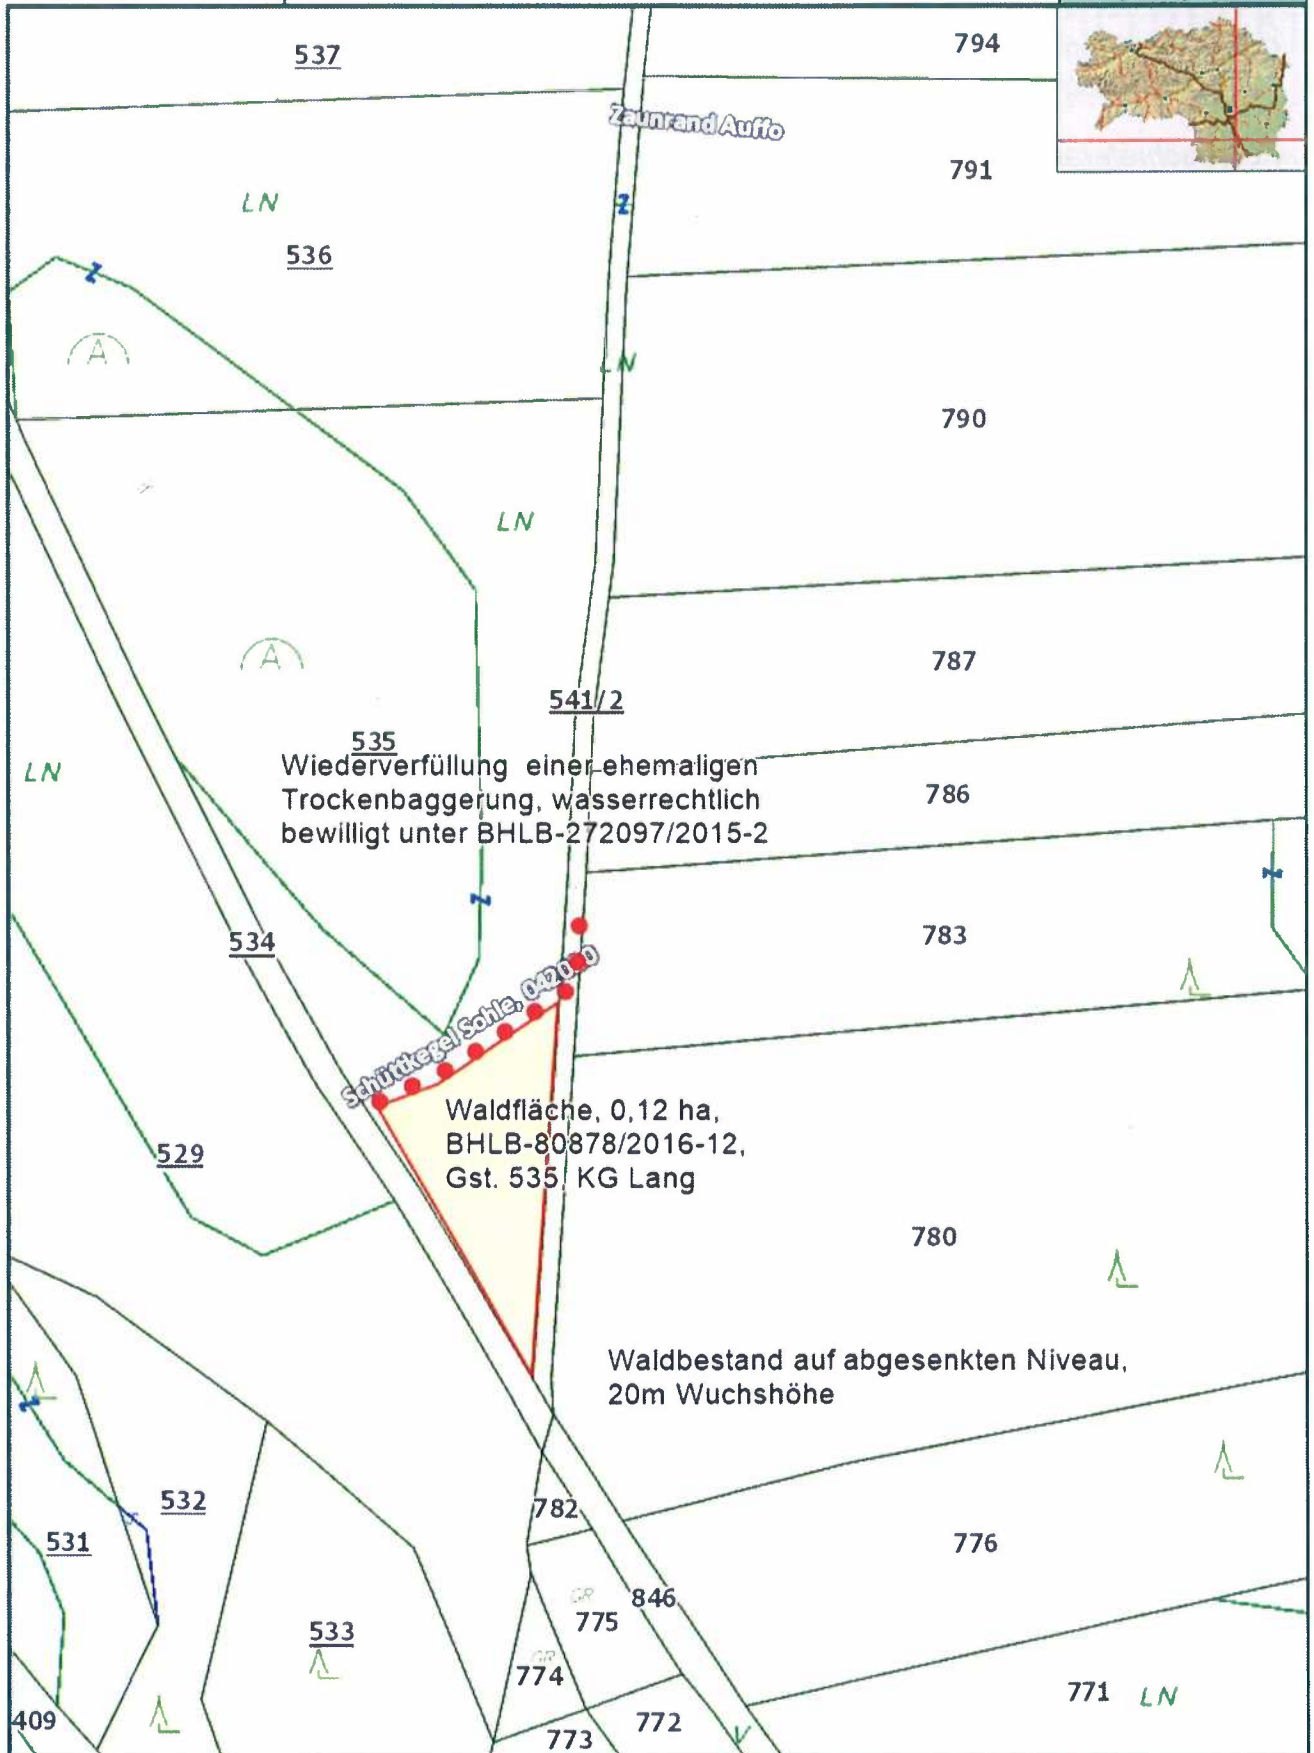 537
794
Zaunrand Auffo
791
LN
536
A
LN
790
LN
A
787
541/2
535
LN
Wiederverfüllung einer ehemaligen
Trockenbaggerung, wasserrechtlich
bewilligt unter BHLB-272097/2015-2
786
534
783
Schüttkegel Sohle,
Waldfläche, 0,12 ha,
BHLB-80878/2016-12,
Gst. 535, KG Lang
529
780
Waldbestand auf abgesenkten Niveau,
20m Wuchshöhe
532
782
531
776
GR
846
775
533
GR
774
771 LN
409
772
773